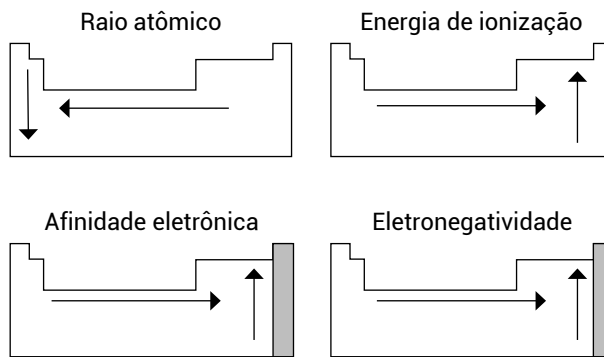 Raio atômico
Energia de ionização
Afinidade eletrônica
Eletronegatividade